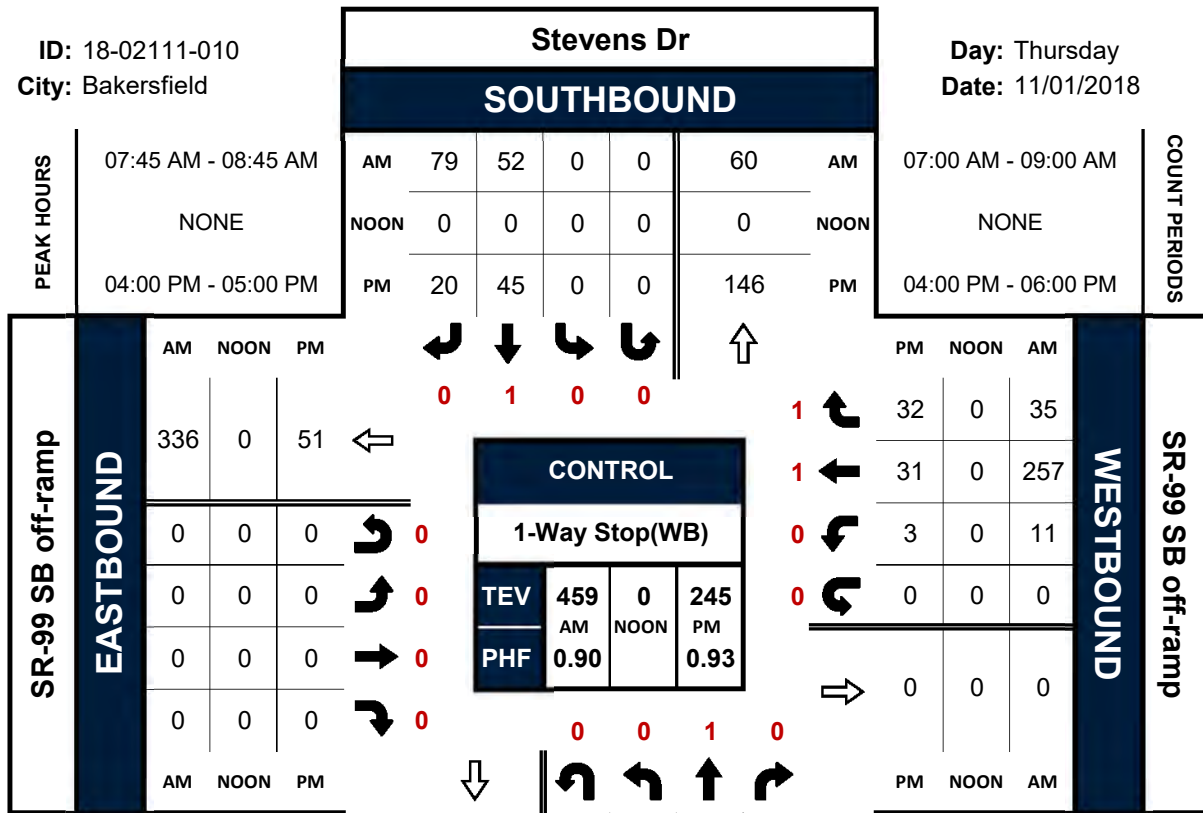 ID: 18-02111-010
City: Bakersfield
Stevens Dr
SOUTHBOUND
Day: Thursday
Date: 11/01/2018
PEAK HOURS
07:45 AM - 08:45 AM
NONE
04:00 PM - 05:00 PM
AM 79 52 0 0 60 AM
NOON 0 0 0 0 0 NOON
PM 20 45 0 0 146 PM
07:00 AM - 09:00 AM
NONE
04:00 PM - 06:00 PM
COUNT PERIODS
0 1 0 0
SR-99 SB off-ramp
EASTBOUND
AM NOON PM
336 0 51
0 0 0 0
0 0 0 0
0 0 0 0
0 0 0 0
AM NOON PM
CONTROL
1-Way Stop(WB)
TEV 459 0 245
AM NOON PM
PHF 0.90 0.93
PM NOON AM
1 32 0 35
1 31 0 257
0 3 0 11
0 0 0 0
0 0 0
PM NOON AM
WESTBOUND
SR-99 SB off-ramp
0 0 1 0